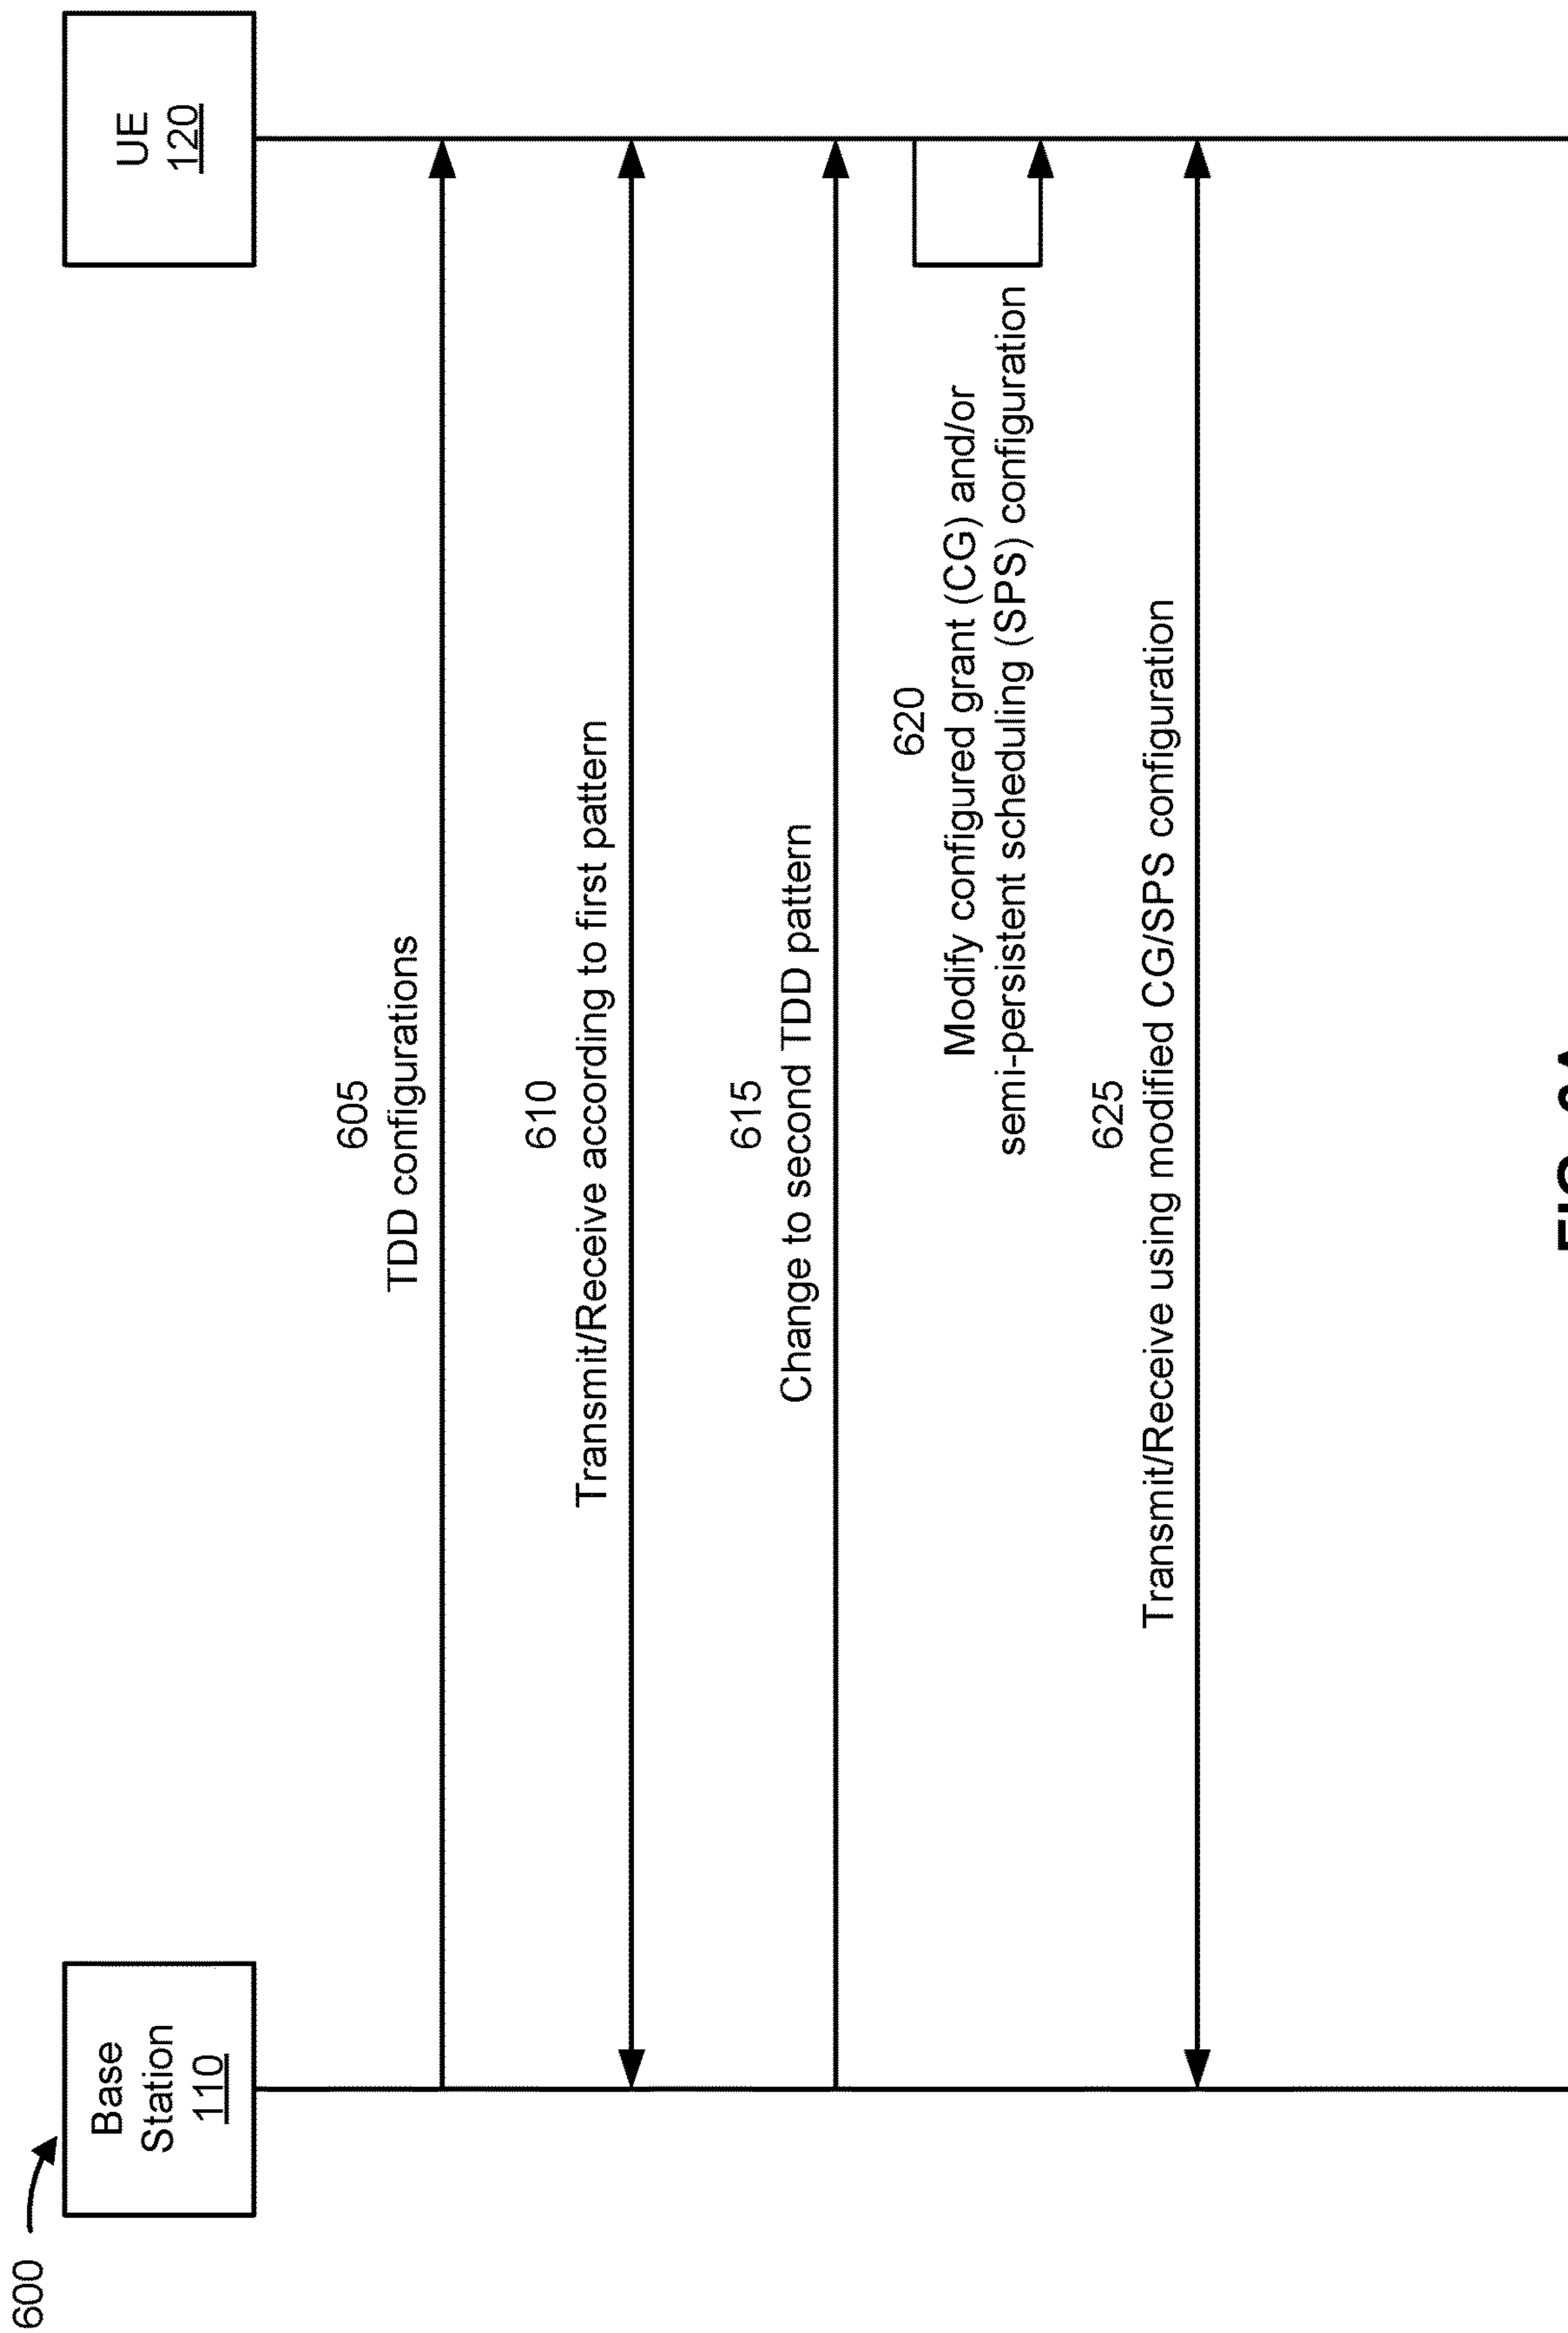 600
Base
Station
110
UE
120
605
TDD configurations
610
Transmit/Receive according to first pattern
615
Change to second TDD pattern
620
Modify configured grant (CG) and/or
semi-persistent scheduling (SPS) configuration
625
Transmit/Receive using modified CG/SPS configuration